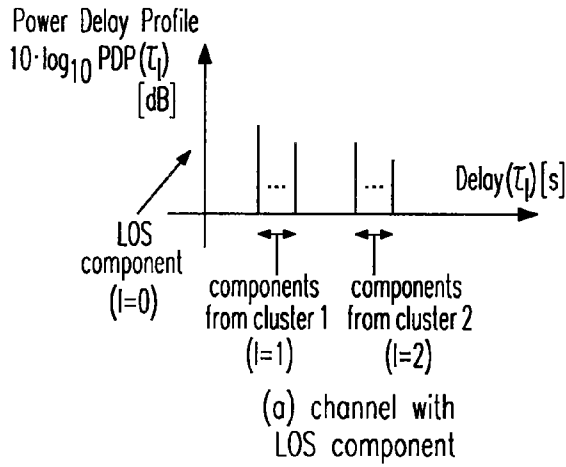 Power Delay Profile
10·log10 PDP(τl)
[dB]
...
...
Delay(τl)[s]
LOS
component
(l=0)
components
from cluster 1
(l=1)
components
from cluster 2
(l=2)
(a) channel with
LOS component